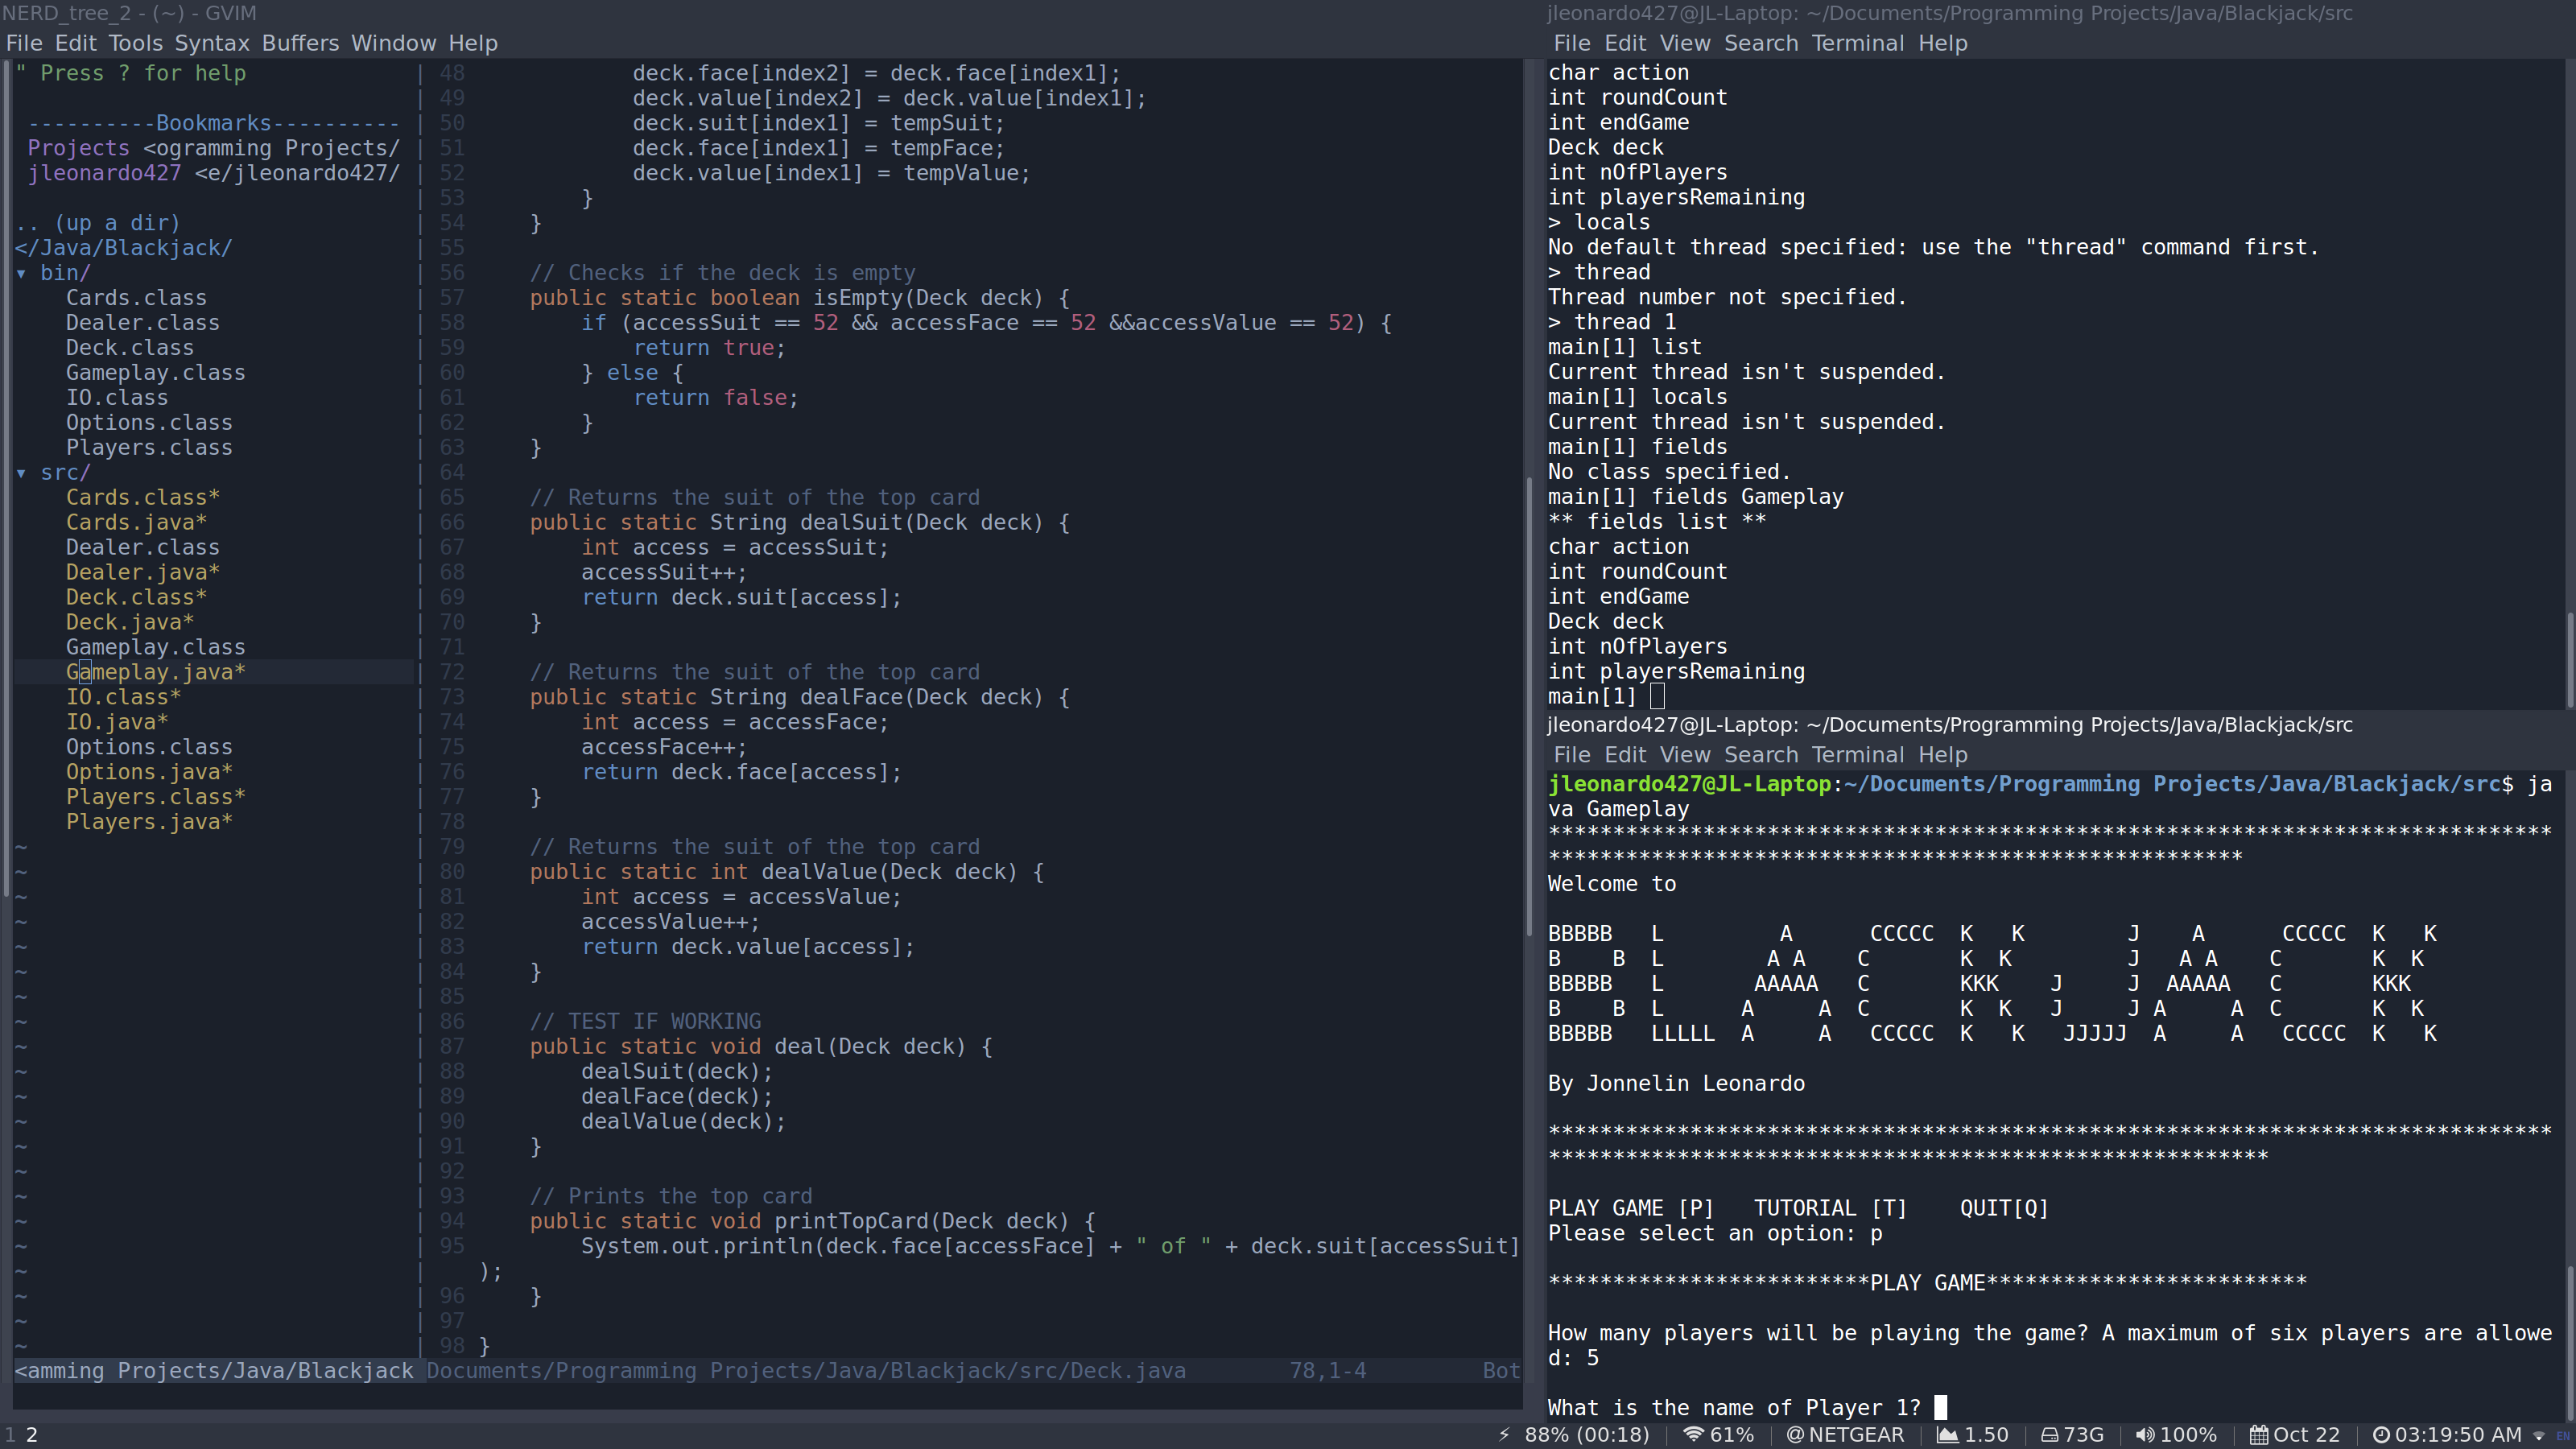 NERD_tree_2 - (~) - GVIM
File Edit Tools Syntax Buffers Window Help
" Press ? for help
----------Bookmarks----------
Projects <ogramming Projects/
jleonardo427 <e/jleonardo427/
.. (up a dir)
</Java/Blackjack/
▾ bin/
Cards.class
Dealer.class
Deck.class
Gameplay.class
IO.class
Options.class
Players.class
▾ src/
Cards.class*
Cards.java*
Dealer.class
Dealer.java*
Deck.class*
Deck.java*
Gameplay.class
Gameplay.java*
IO.class*
IO.java*
Options.class
Options.java*
Players.class*
Players.java*
<amming Projects/Java/Blackjack
48             deck.face[index2] = deck.face[index1];
49             deck.value[index2] = deck.value[index1];
50             deck.suit[index1] = tempSuit;
51             deck.face[index1] = tempFace;
52             deck.value[index1] = tempValue;
53         }
54     }
55
56     // Checks if the deck is empty
57     public static boolean isEmpty(Deck deck) {
58         if (accessSuit == 52 && accessFace == 52 &&accessValue == 52) {
59             return true;
60         } else {
61             return false;
62         }
63     }
64
65     // Returns the suit of the top card
66     public static String dealSuit(Deck deck) {
67         int access = accessSuit;
68         accessSuit++;
69         return deck.suit[access];
70     }
71
72     // Returns the suit of the top card
73     public static String dealFace(Deck deck) {
74         int access = accessFace;
75         accessFace++;
76         return deck.face[access];
77     }
78
79     // Returns the suit of the top card
80     public static int dealValue(Deck deck) {
81         int access = accessValue;
82         accessValue++;
83         return deck.value[access];
84     }
85
86     // TEST IF WORKING
87     public static void deal(Deck deck) {
88         dealSuit(deck);
89         dealFace(deck);
90         dealValue(deck);
91     }
92
93     // Prints the top card
94     public static void printTopCard(Deck deck) {
95         System.out.println(deck.face[accessFace] + " of " + deck.suit[accessSuit]
);
96     }
97
98 }
Documents/Programming Projects/Java/Blackjack/src/Deck.java        78,1-4         Bot
jleonardo427@JL-Laptop: ~/Documents/Programming Projects/Java/Blackjack/src
File Edit View Search Terminal Help
char action
int roundCount
int endGame
Deck deck
int nOfPlayers
int playersRemaining
> locals
No default thread specified: use the "thread" command first.
> thread
Thread number not specified.
> thread 1
main[1] list
Current thread isn't suspended.
main[1] locals
Current thread isn't suspended.
main[1] fields
No class specified.
main[1] fields Gameplay
** fields list **
char action
int roundCount
int endGame
Deck deck
int nOfPlayers
int playersRemaining
main[1]
jleonardo427@JL-Laptop: ~/Documents/Programming Projects/Java/Blackjack/src
File Edit View Search Terminal Help
jleonardo427@JL-Laptop:~/Documents/Programming Projects/Java/Blackjack/src$ ja
va Gameplay
******************************************************************************
******************************************************
Welcome to
BBBBB   L         A      CCCCC  K   K        J    A      CCCCC  K   K
B    B  L        A A    C       K  K         J   A A    C       K  K
BBBBB   L       AAAAA   C       KKK    J     J  AAAAA   C       KKK
B    B  L      A     A  C       K  K   J     J A     A  C       K  K
BBBBB   LLLLL  A     A   CCCCC  K   K   JJJJJ  A     A   CCCCC  K   K
By Jonnelin Leonardo
******************************************************************************
********************************************************
PLAY GAME [P]   TUTORIAL [T]    QUIT[Q]
Please select an option: p
*************************PLAY GAME*************************
How many players will be playing the game? A maximum of six players are allowe
d: 5
What is the name of Player 1?
1 2
88% (00:18) | 61% | @ NETGEAR | 1.50 | 73G | 100% | Oct 22 | 03:19:50 AM EN